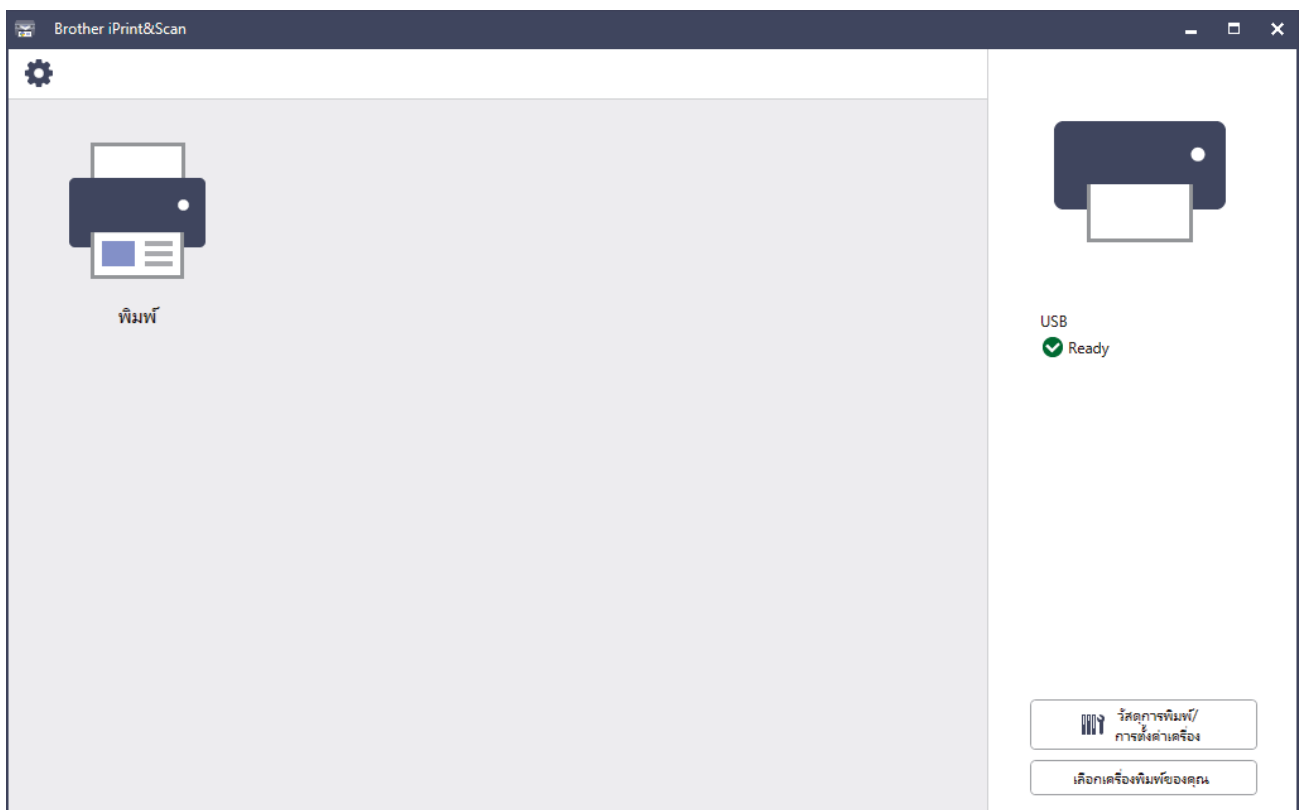 Brother iPrint&Scan
พิมพ์
USB
Ready
วัสดุการพิมพ์/
การตั้งค่าเครื่อง
เลือกเครื่องพิมพ์ของคุณ